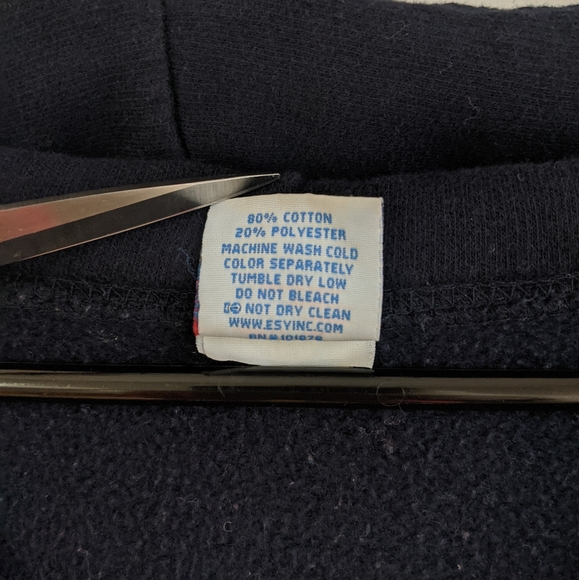 80% COTTON
20% POLYESTER
MACHINE WASH COLD
COLOR SEPARATELY
TUMBLE DRY LOW
DO NOT BLEACH
DO NOT DRY CLEAN
WWW.ESYINC.COM